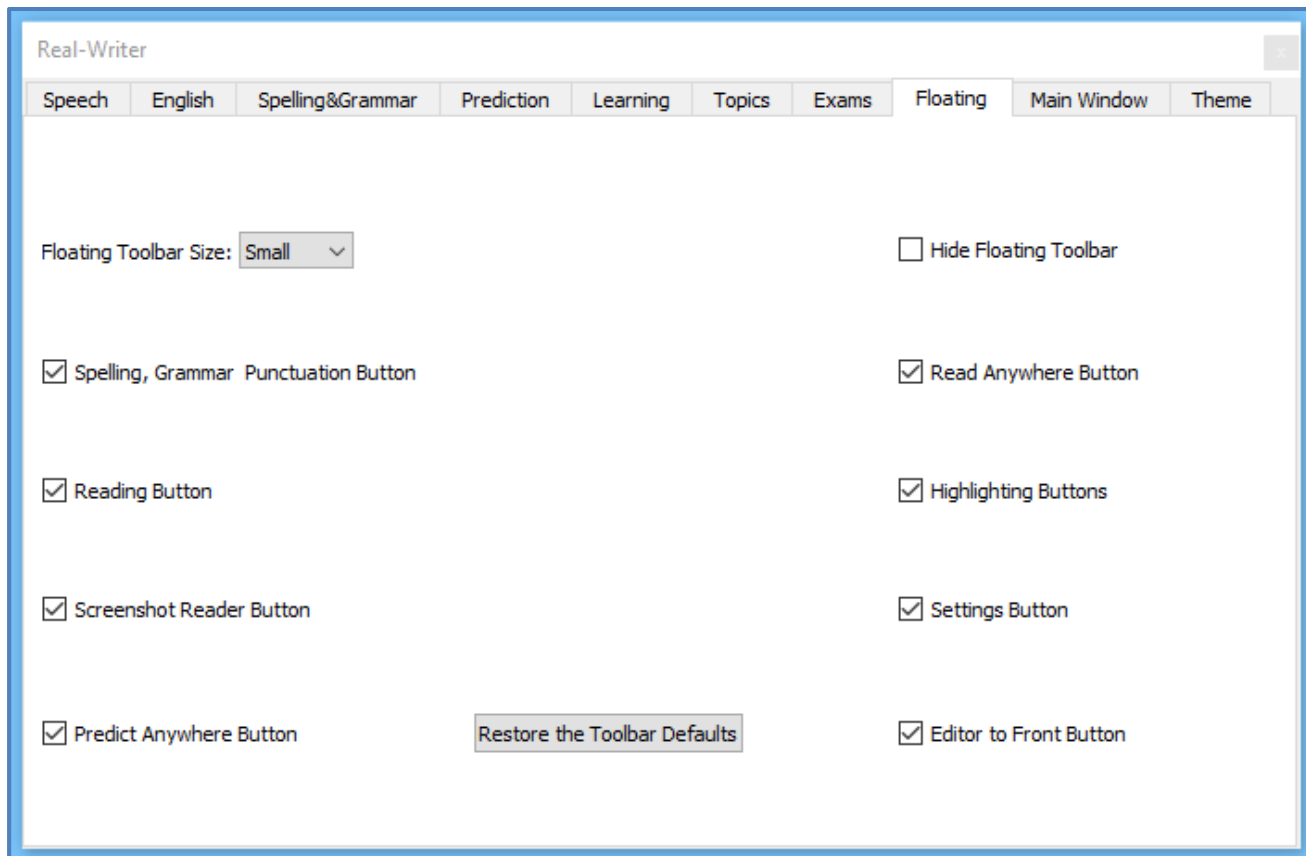 Real-Writer
x
Speech English Spelling&Grammar Prediction Learning Topics Exams Floating Main Window Theme
Floating Toolbar Size: Small Hide Floating Toolbar
Spelling, Grammar  Punctuation Button Read Anywhere Button
Reading Button Highlighting Buttons
Screenshot Reader Button Settings Button
Predict Anywhere Button Restore the Toolbar Defaults Editor to Front Button